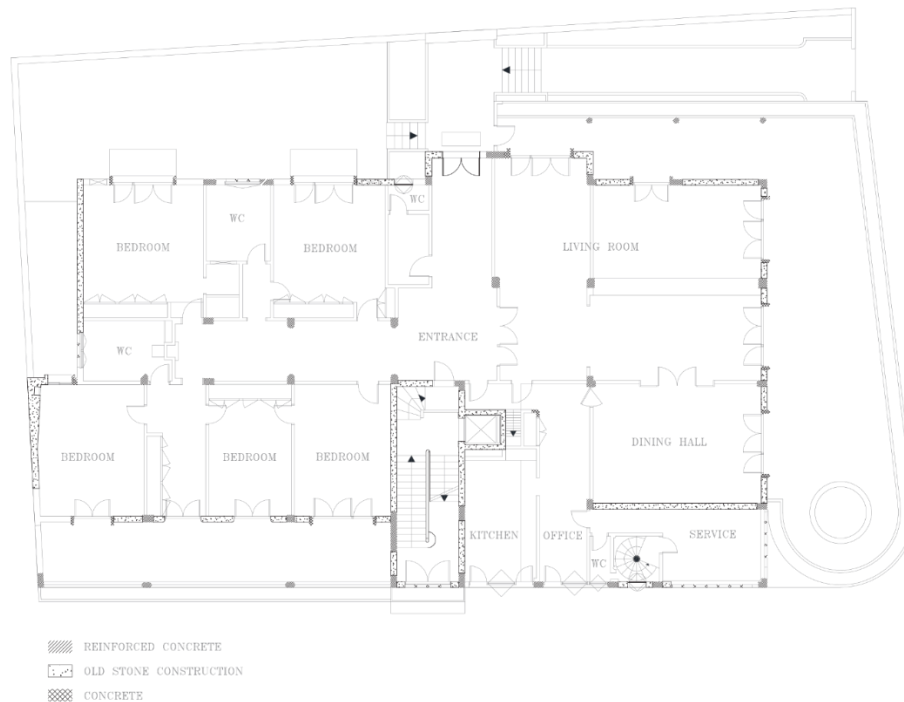 WC
BEDROOM
WC
BEDROOM
LIVING ROOM
ENTRANCE
WC
BEDROOM
BEDROOM
BEDROOM
DINING HALL
KITCHEN
OFFICE
WC
SERVICE
REINFORCED CONCRETE
OLD STONE CONSTRUCTION
CONCRETE